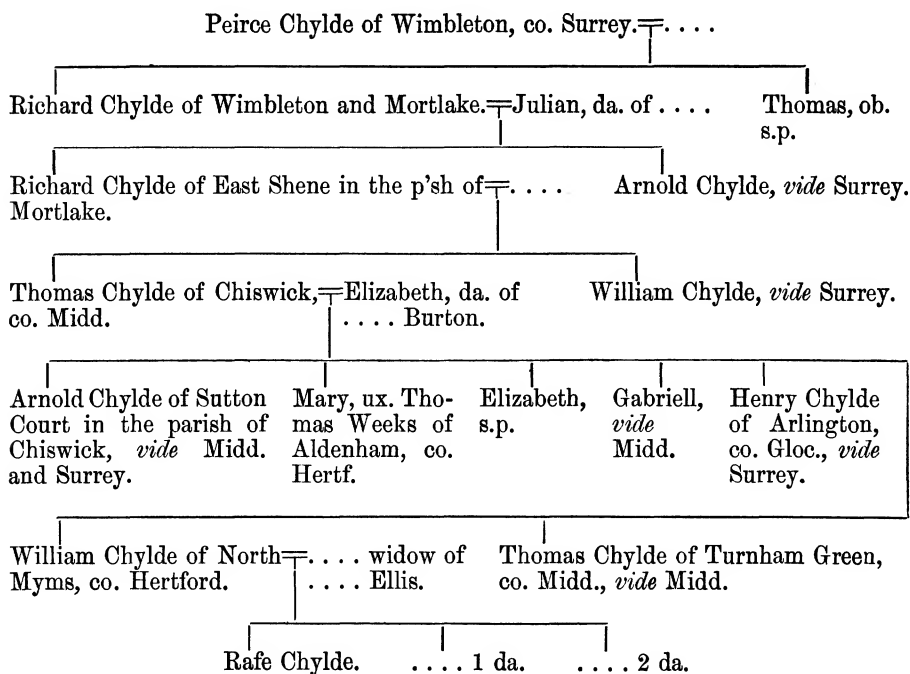 Peirce Chylde of Wimbleton, co. Surrey.=. . . .
Richard Chylde of Wimbleton and Mortlake.=Julian, da. of . . . .
Thomas, ob.
s.p.
Richard Chylde of East Shene in the p'sh of=. . . .
Mortlake.
Arnold Chylde, vide Surrey.
Thomas Chylde of Chiswick,=Elizabeth, da. of
co. Midd.
. . . . Burton.
William Chylde, vide Surrey.
Arnold Chylde of Sutton
Court in the parish of
Chiswick, vide Midd.
and Surrey.
Mary, ux. Tho-
mas Weeks of
Aldenham, co.
Hertf.
Elizabeth,
s.p.
Gabriell,
vide
Midd.
Henry Chylde
of Arlington,
co. Gloc., vide
Surrey.
William Chylde of North=. . . . widow of
Myms, co. Hertford.
. . . . Ellis.
Thomas Chylde of Turnham Green,
co. Midd., vide Midd.
Rafe Chylde.
. . . . 1 da.
. . . . 2 da.